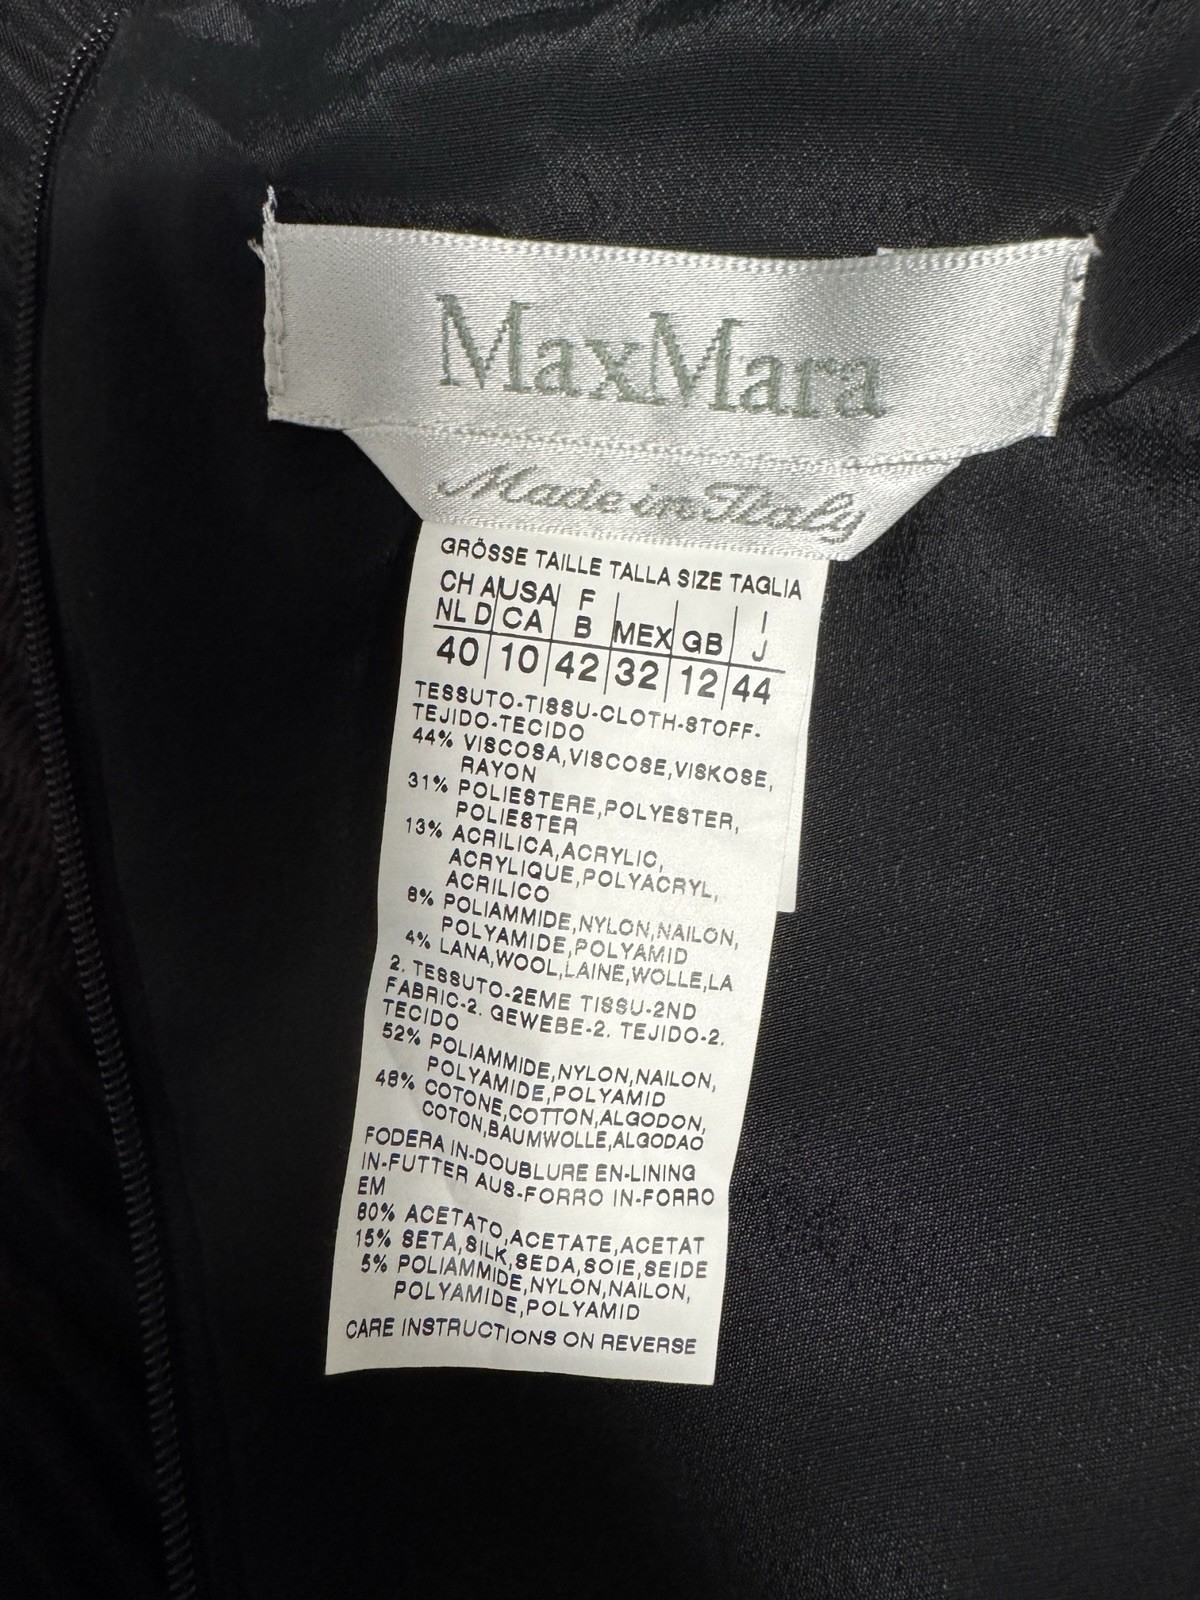 MaxMara
Made in Italy
GRÖSSE TAILLE TALLA SIZE TAGLIA
CH A USA F I
NL D CA B MEX GB J
40 10 42 32 12 44
TESSUTO-TISSU-CLOTH-STOFF-
TEJIDO-TECIDO
44% VISCOSA,VISCOSE,VISKOSE,
RAYON
31% POLIESTERE,POLYESTER,
POLIESTER
13% ACRILICA,ACRYLIC,
ACRYLIQUE,POLYACRYL,
ACRILICO
8% POLIAMMIDE,NYLON,NAILON,
POLYAMIDE,POLYAMID
4% LANA,WOOL,LAINE,WOLLE,LA
2. TESSUTO-2EME TISSU-2ND
FABRIC-2. GEWEBE-2. TEJIDO-2.
TECIDO
52% POLIAMMIDE,NYLON,NAILON,
POLYAMIDE,POLYAMID
48% COTONE,COTTON,ALGODON,
COTON,BAUMWOLLE,ALGODAO
FODERA IN-DOUBLURE EN-LINING
IN-FUTTER AUS-FORRO IN-FORRO
EM
80% ACETATO,ACETATE,ACETAT
15% SETA,SILK,SEDA,SOIE,SEIDE
5% POLIAMMIDE,NYLON,NAILON,
POLYAMIDE,POLYAMID
CARE INSTRUCTIONS ON REVERSE